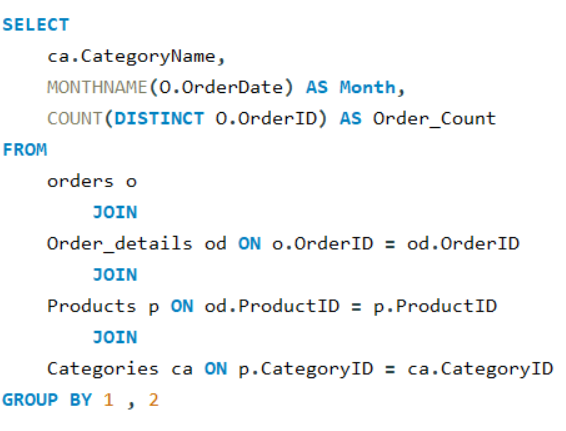 SELECT
ca.CategoryName,
MONTHNAME(O.OrderDate) AS Month,
COUNT(DISTINCT O.OrderID) AS Order_Count
FROM
orders o
JOIN
Order_details od ON o.OrderID = od.OrderID
JOIN
Products p ON od.ProductID = p.ProductID
JOIN
Categories ca ON p.CategoryID = ca.CategoryID
GROUP BY 1 , 2